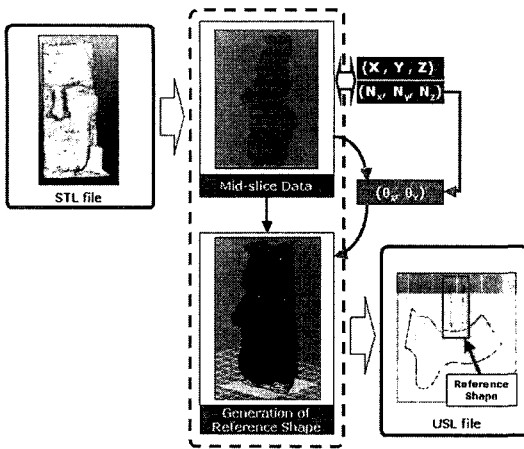 (X, Y, Z)
(Nx, Ny, Nz)
STL file
Mid-slice Data
(θx, θy)
Reference
Shape
Generation of
Reference Shape
USL file